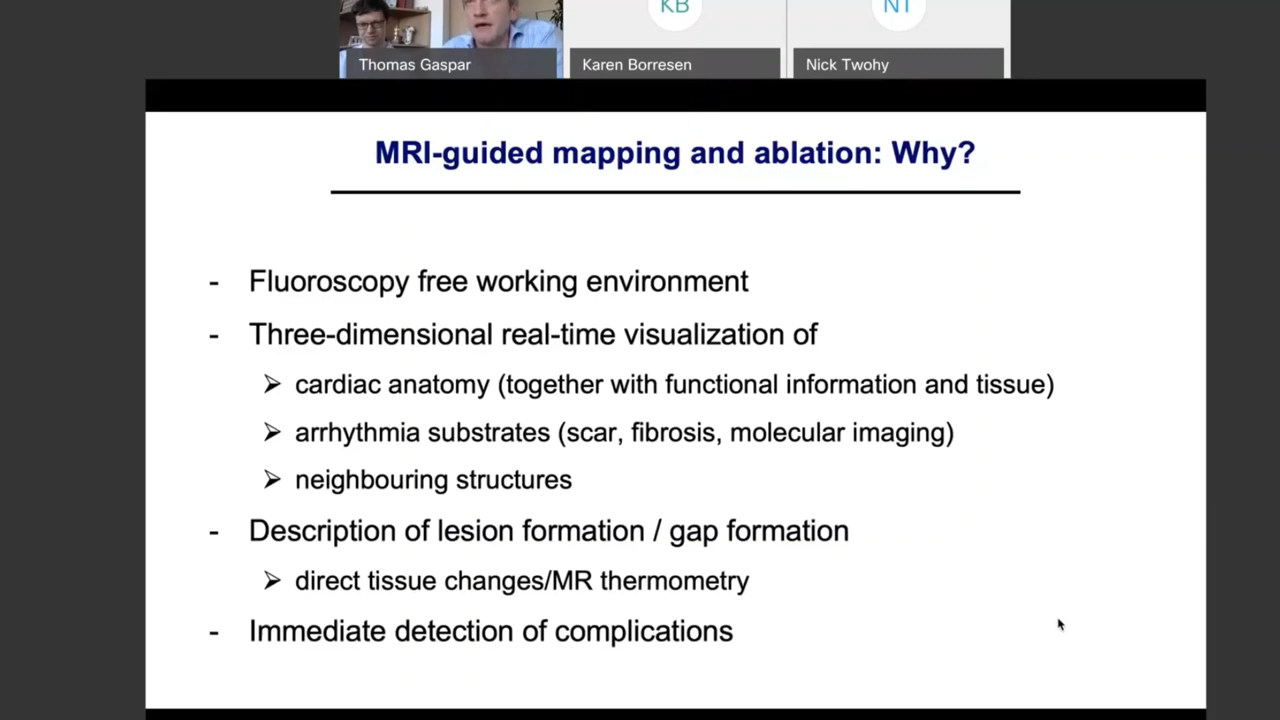 KB
NT
Thomas Gaspar
Karen Borresen
Nick Twohy
MRI-guided mapping and ablation: Why?
- Fluoroscopy free working environment
- Three-dimensional real-time visualization of
➢ cardiac anatomy (together with functional information and tissue)
➢ arrhythmia substrates (scar, fibrosis, molecular imaging)
➢ neighbouring structures
- Description of lesion formation / gap formation
➢ direct tissue changes/MR thermometry
- Immediate detection of complications